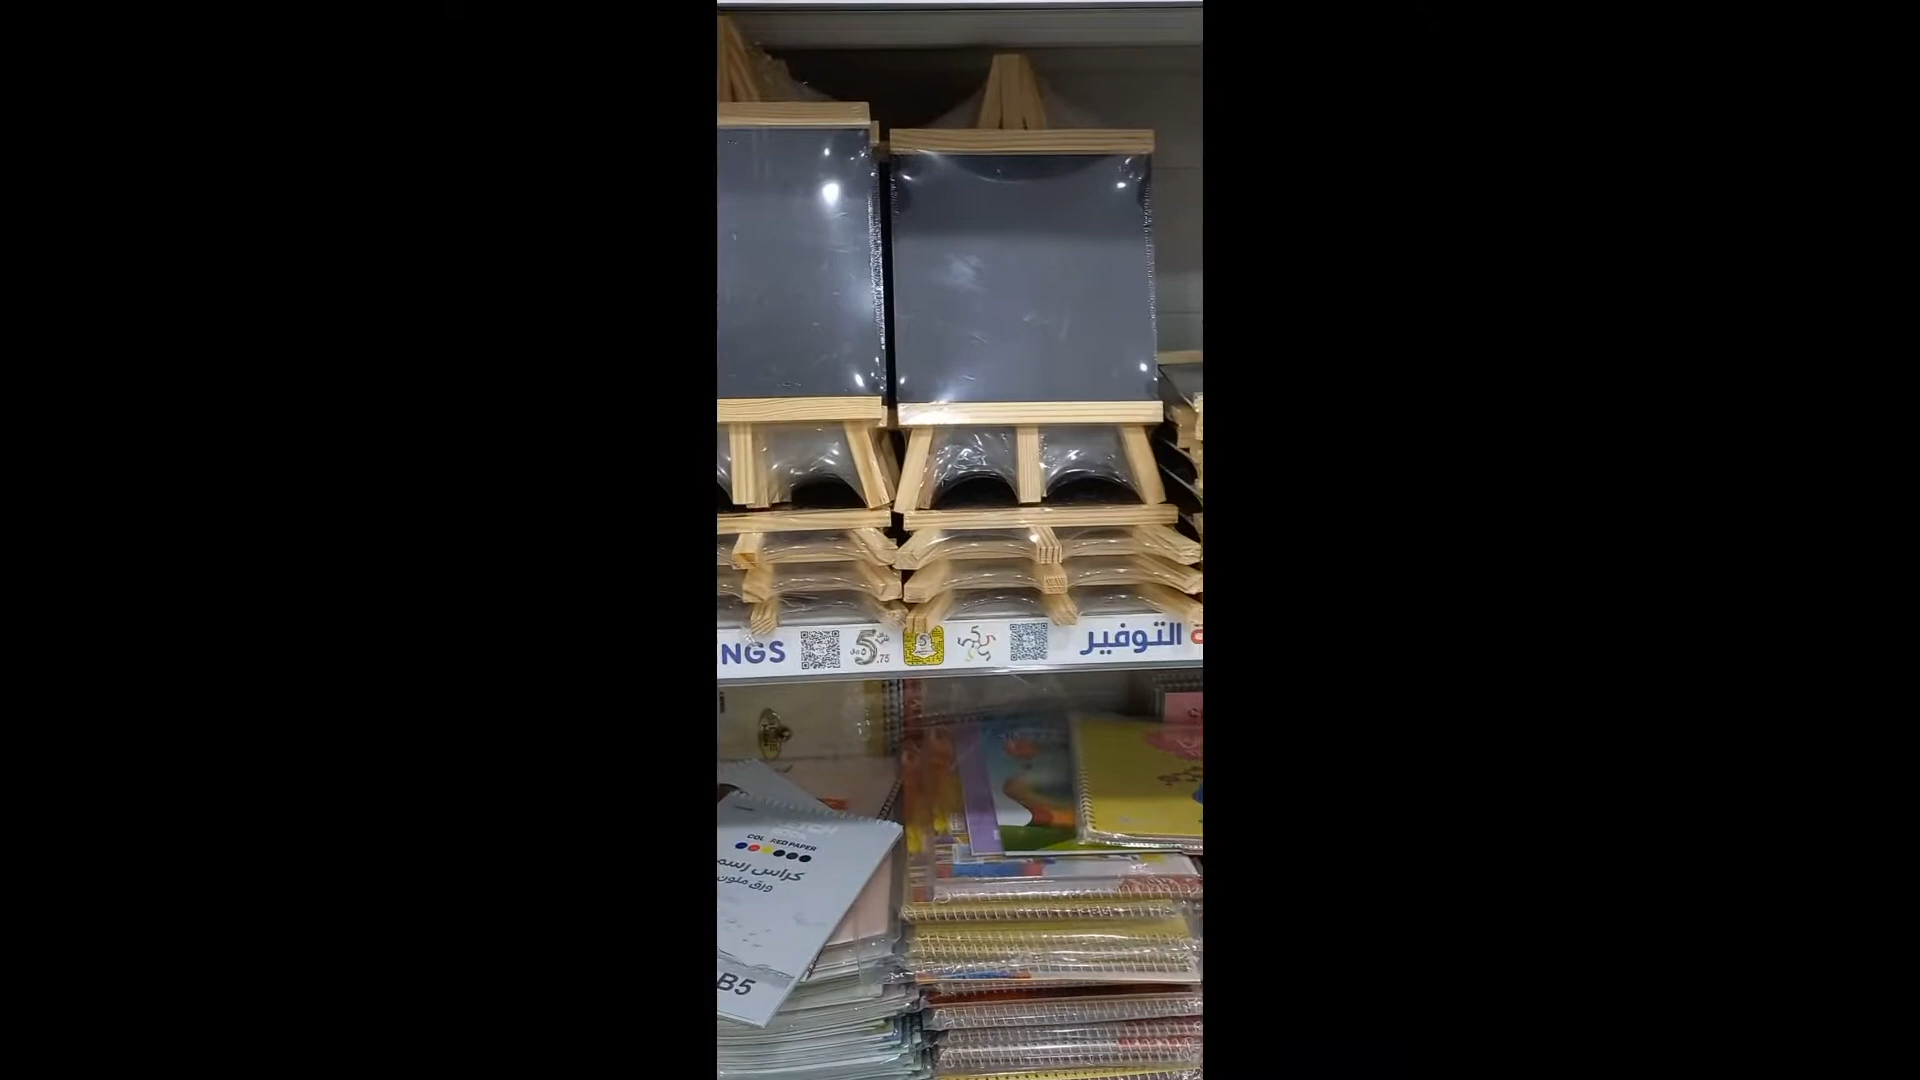 NGS
5.75
التوفير
COL RED PAPER
كراس رسم
ورق ملون
B5